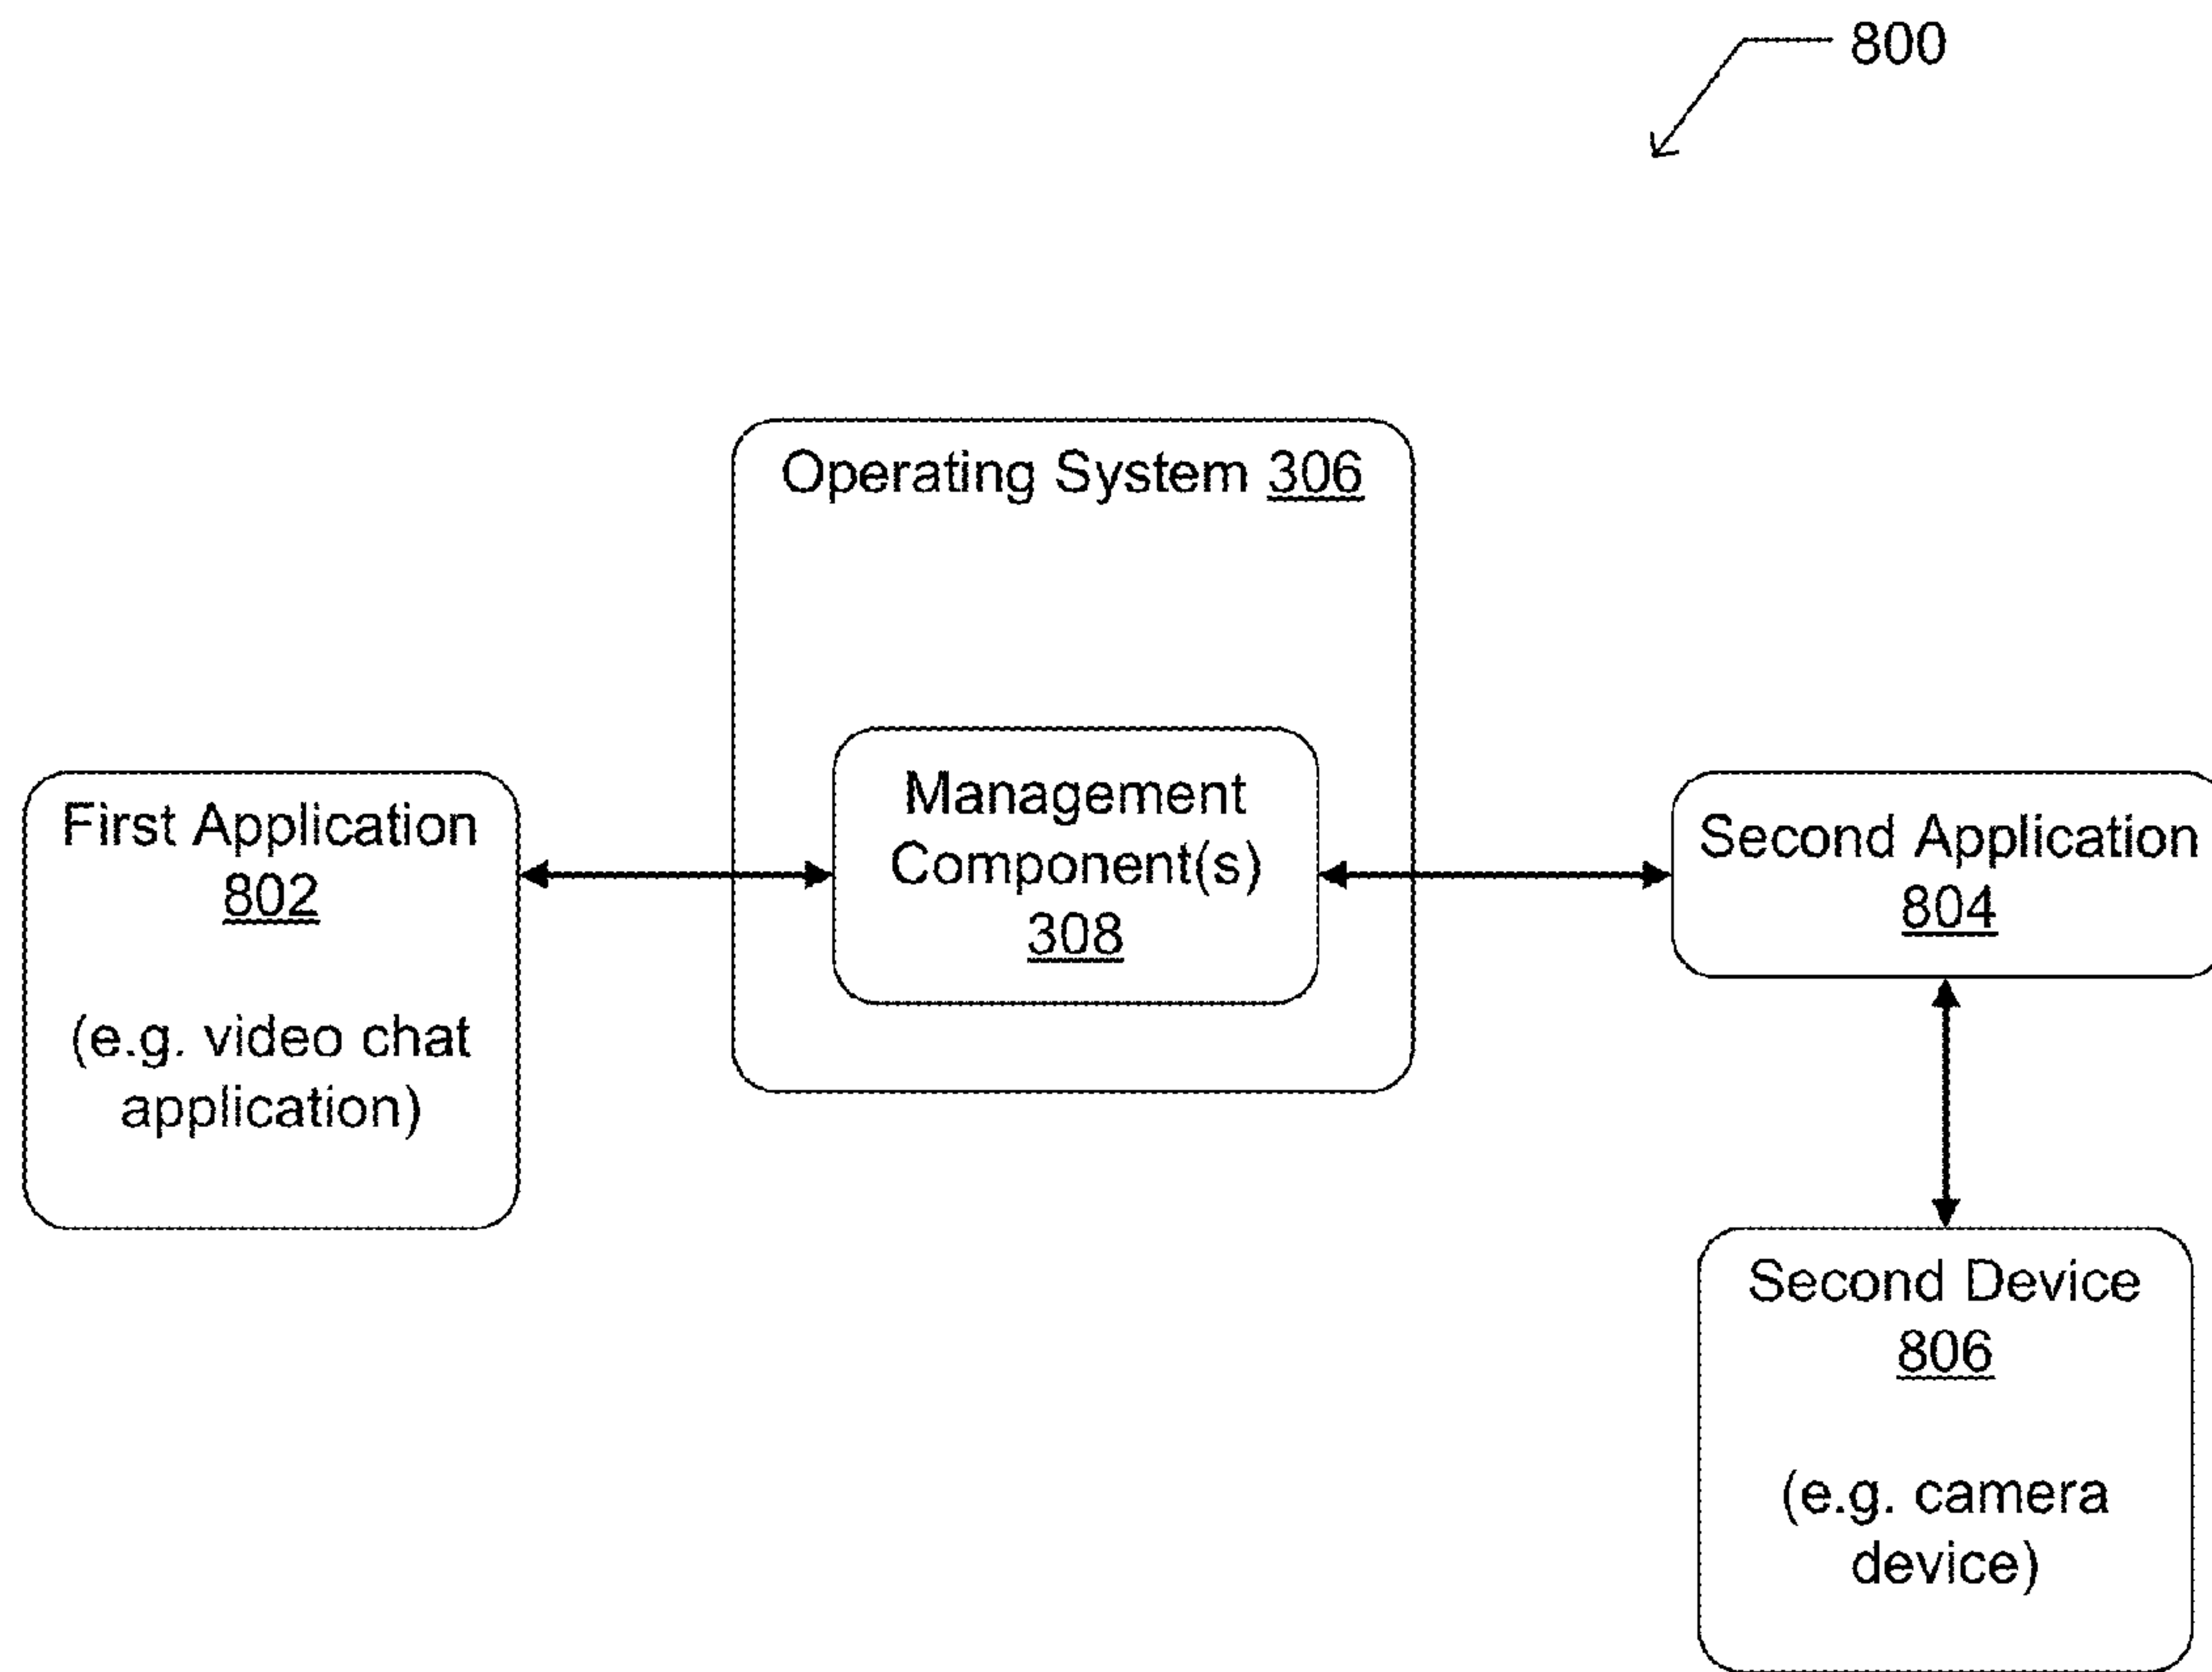 800
Operating System 306
Management
Component(s)
308
First Application
802
(e.g. video chat
application)
Second Application
804
Second Device
806
(e.g. camera
device)